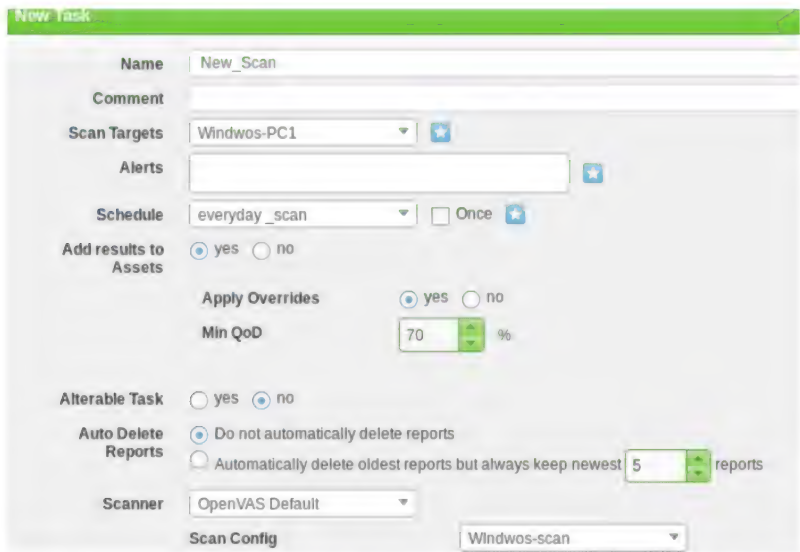 New Task
Name New_Scan
Comment
Scan Targets Windwos-PC1
Alerts
Schedule everyday _scan Once
Add results to Assets yes no
Apply Overrides yes no
Min QoD 70 %
Alterable Task yes no
Auto Delete Reports Do not automatically delete reports
Automatically delete oldest reports but always keep newest 5 reports
Scanner OpenVAS Default
Scan Config Windwos-scan